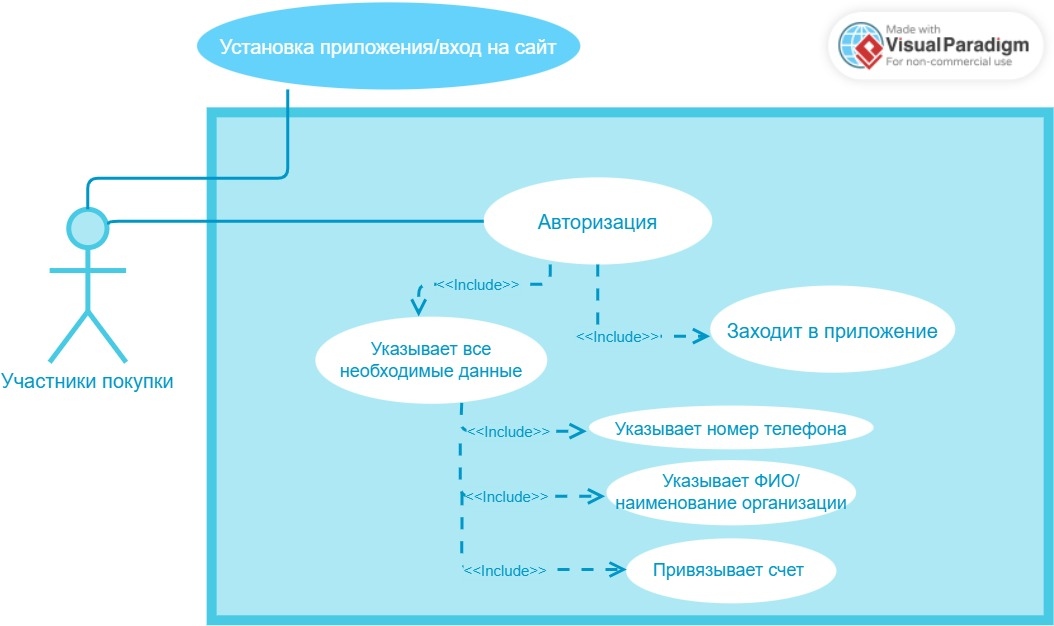 Установка приложения/вход на сайт
Made with
Visual Paradigm
For non-commercial use
Авторизация
<<Include>>
<<Include>>
Заходит в приложение
Указывает все
необходимые данные
Участники покупки
<<Include>>
Указывает номер телефона
<<Include>>
Указывает ФИО/
наименование организации
<<Include>>
Привязывает счет